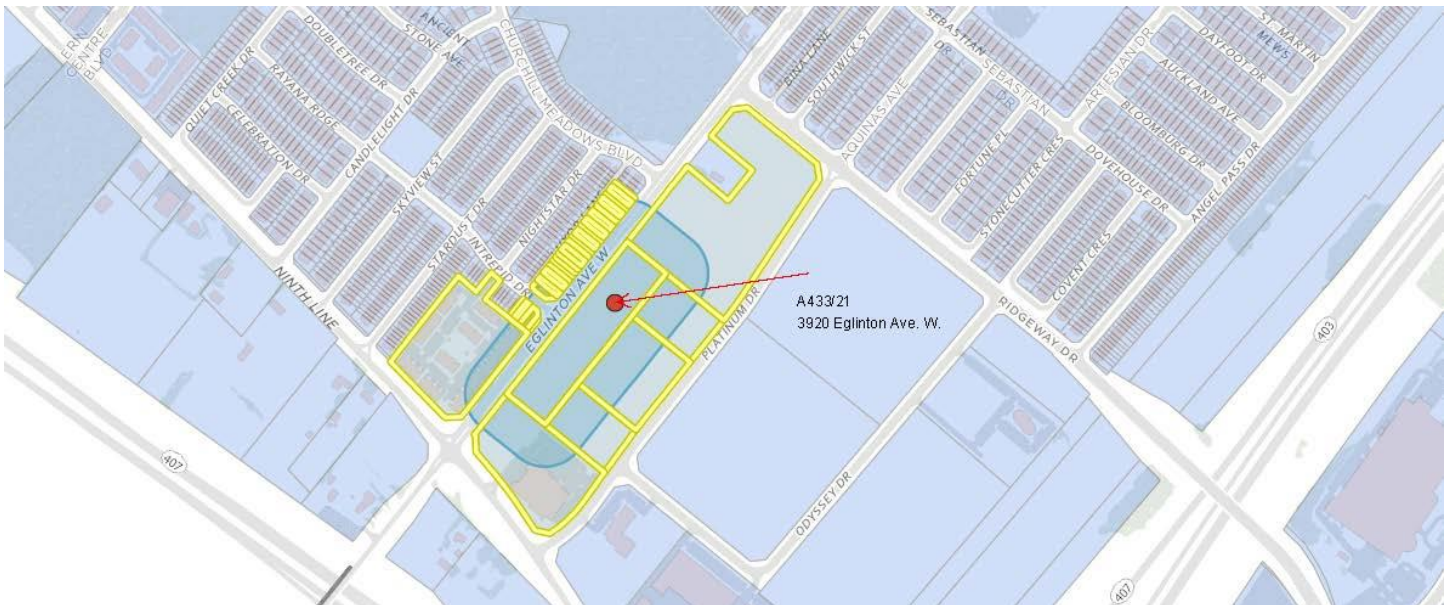 ERN
CENTRE
BLVD
QUIET CREEK DR
DOUBLETREE DR
RAYANA RIDGE
CELEBRATION DR
ANCIENT
STONE AVE
CANDLELIGHT DR
CHURCHILL MEADOWS BLVD
SKYVIEW ST
STARDUST DR
INTREPID DR
NIGHTSTAR DR
NINTH LINE
EGLINTON AVE W
BINA LANE
SOUTHWICK ST
AQUINAS AVE
SEBASTIAN
DR
SEBASTIAN
DR
FORTUNE PL
STONECUTTER CRES
DOVEHOUSE DR
COVENT CRES
ANGEL PASS DR
ARTESIAN DR
BLOOMBURG DR
AUCKLAND AVE
DAYFOOT DR
ST MARTIN
MEWS
A433/21
3920 Eglinton Ave. W.
PLATINUM DR
RIDGEWAY DR
ODYSSEY DR
403
407
407